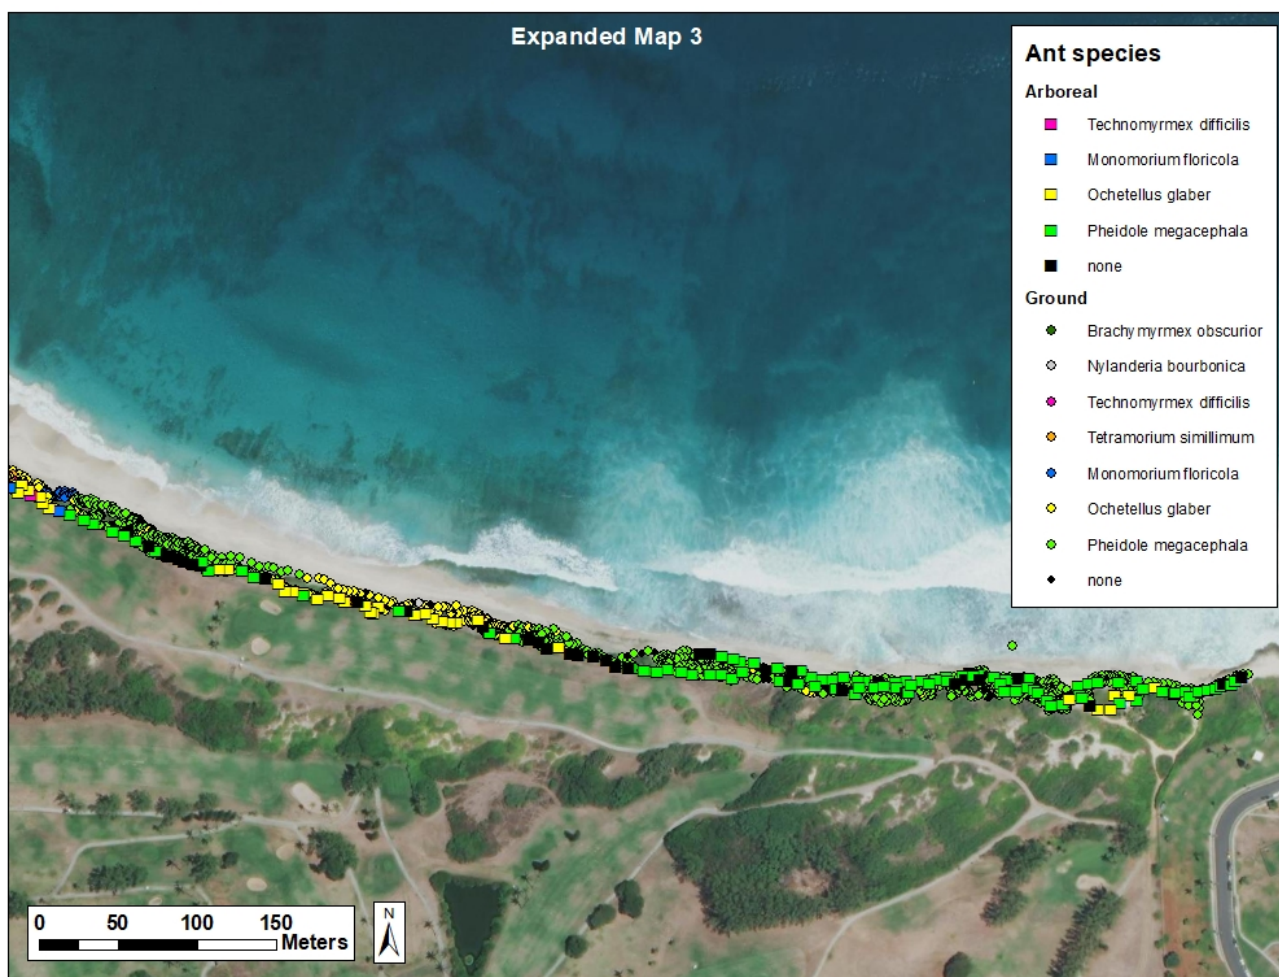 Expanded Map 3
Ant species
Arboreal
Technomyrmex difficilis
Monomorium floricola
Ochetellus glaber
Pheidole megacephala
none
Ground
Brachymyrmex obscurior
Nylanderia bourbonica
Technomyrmex difficilis
Tetramorium simillimum
Monomorium floricola
Ochetellus glaber
Pheidole megacephala
none
0 50 100 150
Meters
N